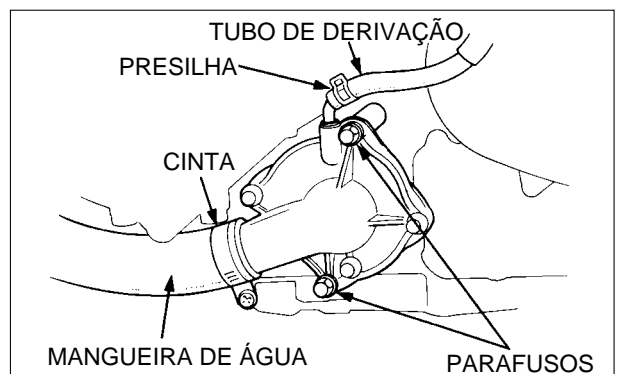 TUBO DE DERIVAÇÃO
PRESILHA
CINTA
MANGUEIRA DE ÁGUA
PARAFUSOS